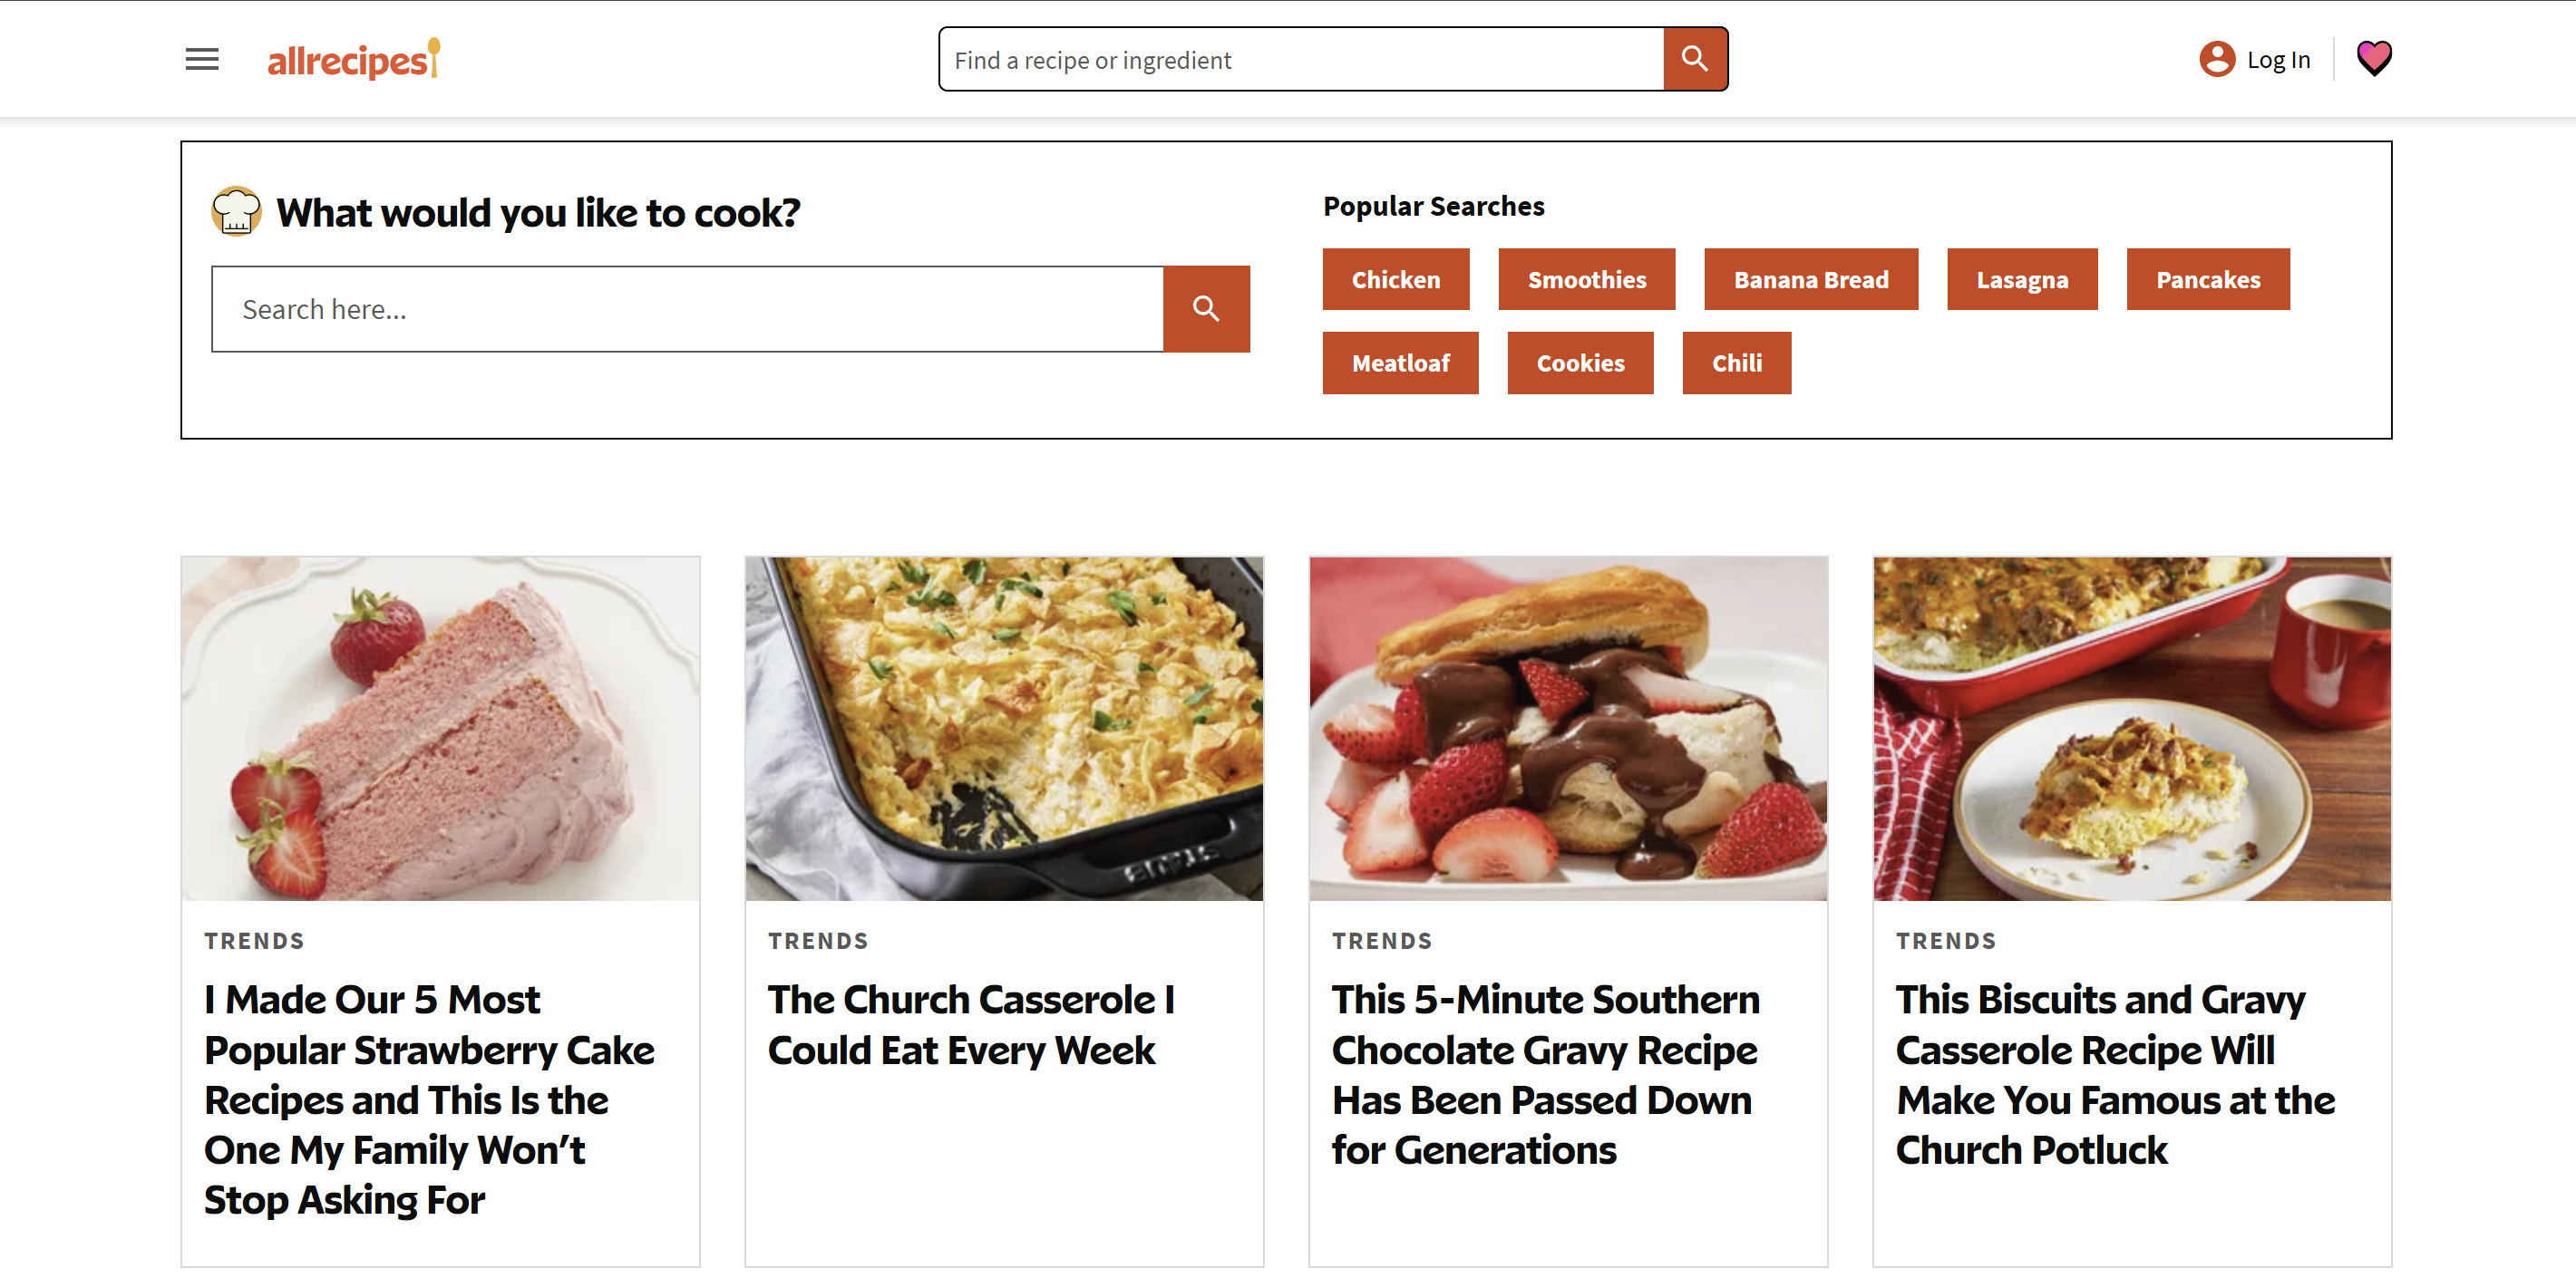 allrecipes
Find a recipe or ingredient
Log In
What would you like to cook?
Search here...
Popular Searches
Chicken
Smoothies
Banana Bread
Lasagna
Pancakes
Meatloaf
Cookies
Chili
TRENDS
I Made Our 5 Most
Popular Strawberry Cake
Recipes and This Is the
One My Family Won’t
Stop Asking For
TRENDS
The Church Casserole I
Could Eat Every Week
TRENDS
This 5-Minute Southern
Chocolate Gravy Recipe
Has Been Passed Down
for Generations
TRENDS
This Biscuits and Gravy
Casserole Recipe Will
Make You Famous at the
Church Potluck